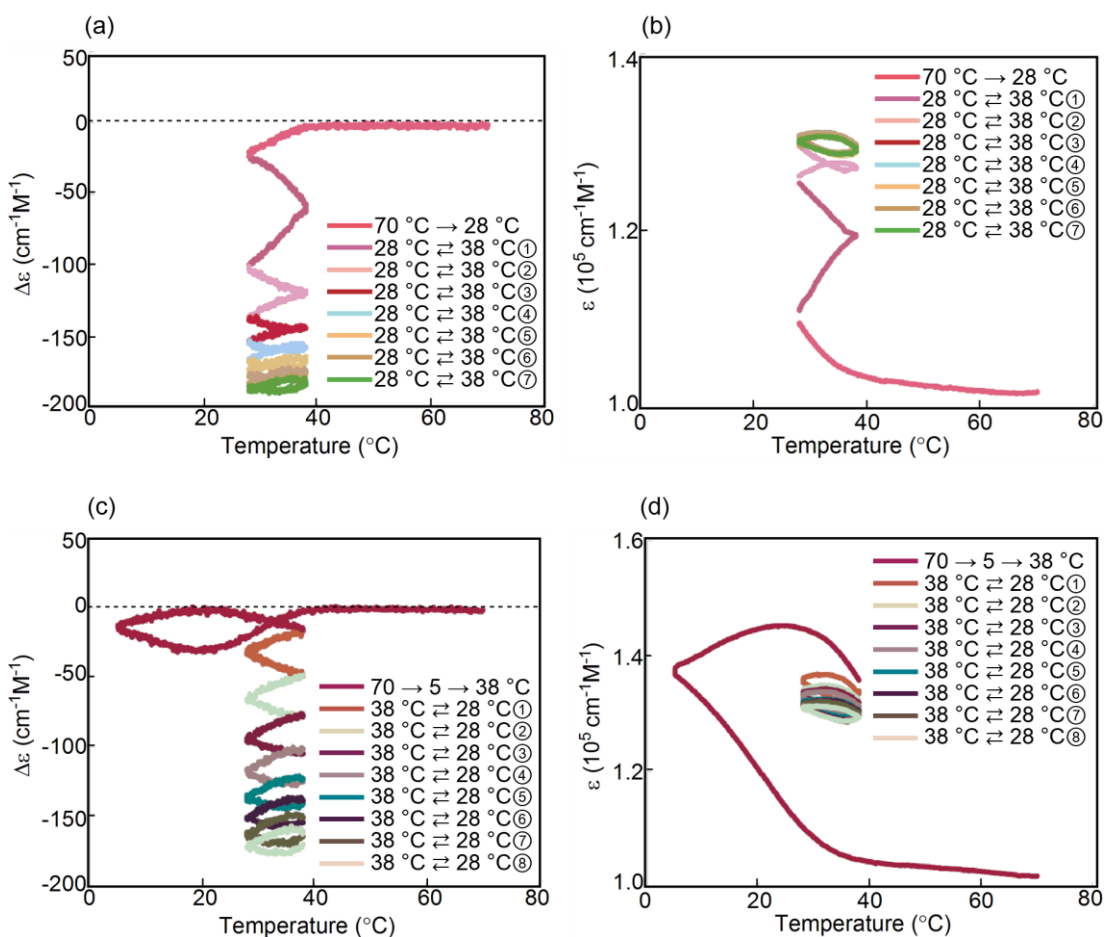 (a)
50
0
-50
-100
-150
-200
Δε (cm⁻¹M⁻¹)
0 20 40 60 80
Temperature (°C)
70 °C → 28 °C
28 °C ⇄ 38 °C①
28 °C ⇄ 38 °C②
28 °C ⇄ 38 °C③
28 °C ⇄ 38 °C④
28 °C ⇄ 38 °C⑤
28 °C ⇄ 38 °C⑥
28 °C ⇄ 38 °C⑦
(b)
1.4
1.2
1.0
ε (10⁵ cm⁻¹M⁻¹)
0 20 40 60 80
Temperature (°C)
70 °C → 28 °C
28 °C ⇄ 38 °C①
28 °C ⇄ 38 °C②
28 °C ⇄ 38 °C③
28 °C ⇄ 38 °C④
28 °C ⇄ 38 °C⑤
28 °C ⇄ 38 °C⑥
28 °C ⇄ 38 °C⑦
(c)
50
0
-50
-100
-150
-200
Δε (cm⁻¹M⁻¹)
0 20 40 60 80
Temperature (°C)
70 → 5 → 38 °C
38 °C ⇄ 28 °C①
38 °C ⇄ 28 °C②
38 °C ⇄ 28 °C③
38 °C ⇄ 28 °C④
38 °C ⇄ 28 °C⑤
38 °C ⇄ 28 °C⑥
38 °C ⇄ 28 °C⑦
38 °C ⇄ 28 °C⑧
(d)
1.6
1.4
1.2
1.0
ε (10⁵ cm⁻¹M⁻¹)
0 20 40 60 80
Temperature (°C)
70 → 5 → 38 °C
38 °C ⇄ 28 °C①
38 °C ⇄ 28 °C②
38 °C ⇄ 28 °C③
38 °C ⇄ 28 °C④
38 °C ⇄ 28 °C⑤
38 °C ⇄ 28 °C⑥
38 °C ⇄ 28 °C⑦
38 °C ⇄ 28 °C⑧